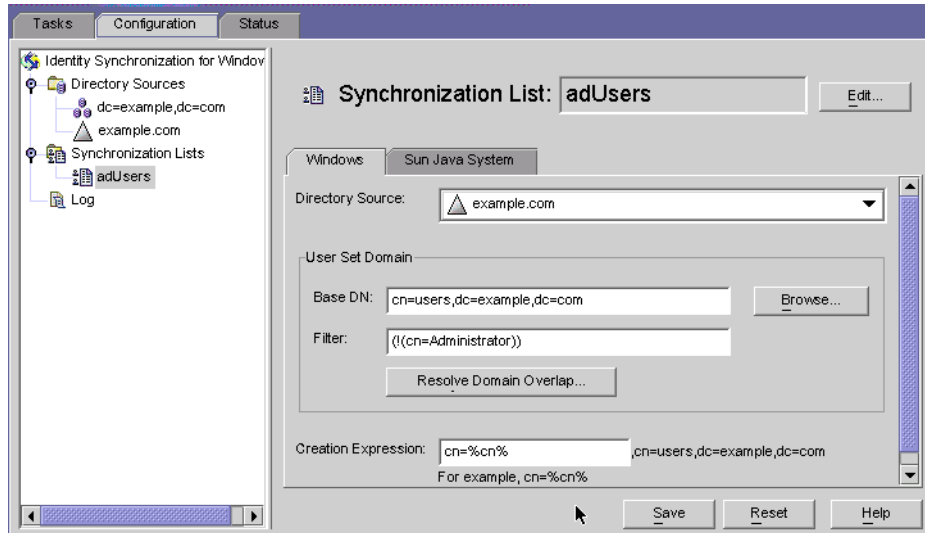 Tasks
Configuration
Status
Identity Synchronization for Window
Directory Sources
dc=example,dc=com
example.com
Synchronization Lists
adUsers
Log
Synchronization List: adUsers
Edit...
Windows
Sun Java System
Directory Source: example.com
User Set Domain
Base DN: cn=users,dc=example,dc=com
Browse...
Filter: (!(cn=Administrator))
Resolve Domain Overlap...
Creation Expression: cn=%cn% ,cn=users,dc=example,dc=com
For example, cn=%cn%
Save
Reset
Help